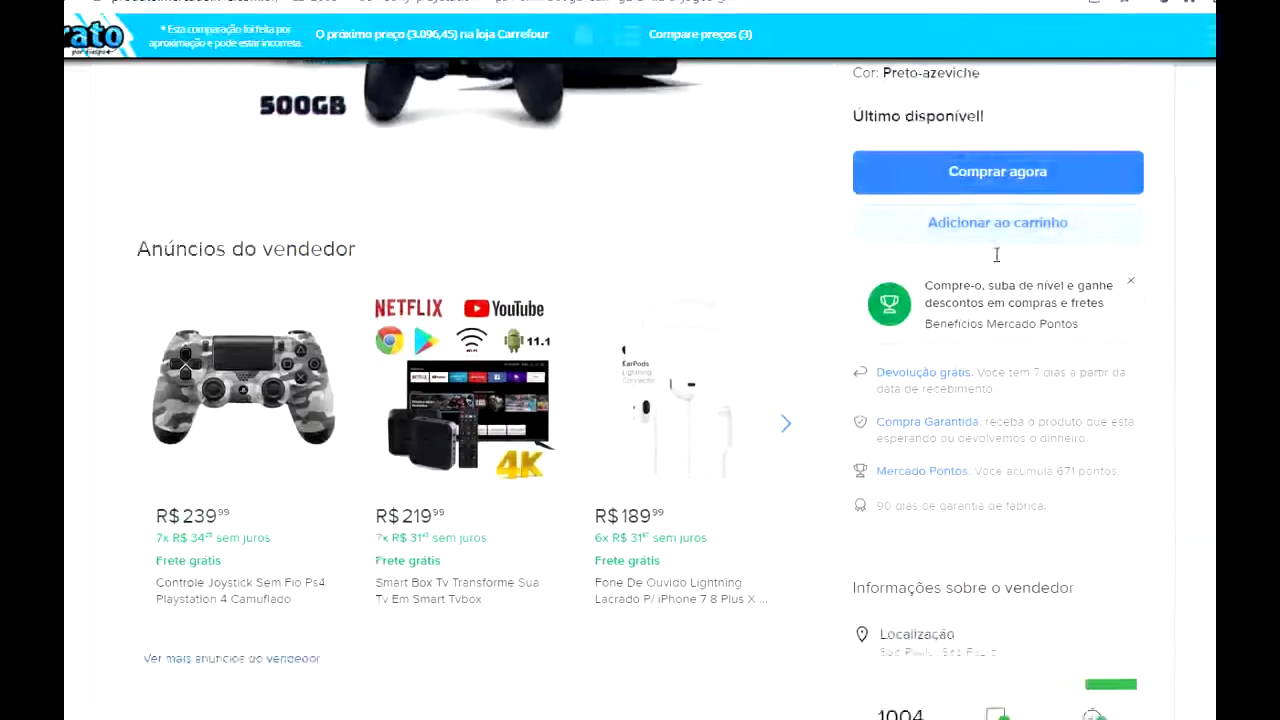 rato
* Esta comparação foi feita por
aproximação e pode estar incorreta.
O próximo preço (3.096,45) na loja Carrefour
Compare preços (3)
500GB
Cor: Preto-azeviche
Último disponível!
Comprar agora
Adicionar ao carrinho
Compre-o, suba de nível e ganhe
descontos em compras e fretes
Benefícios Mercado Pontos
Devolução grátis. Você tem 7 dias a partir da
data de recebimento.
Compra Garantida, receba o produto que está
esperando ou devolvemos o dinheiro.
Mercado Pontos. Você acumula 671 pontos.
90 dias de garantia de fábrica.
Informações sobre o vendedor
Localização
1004
Anúncios do vendedor
NETFLIX YouTube
Wi-Fi 11.1
4K
EarPods
Lightning
Connector
R$ 239 99
7x R$ 34 28 sem juros
Frete grátis
Controle Joystick Sem Fio Ps4
Playstation 4 Camuflado
R$ 219 99
7x R$ 31 43 sem juros
Frete grátis
Smart Box Tv Transforme Sua
Tv Em Smart Tvbox
R$ 189 99
6x R$ 31 67 sem juros
Frete grátis
Fone De Ouvido Lightning
Lacrado P/ iPhone 7 8 Plus X ...
Ver mais anúncios do vendedor